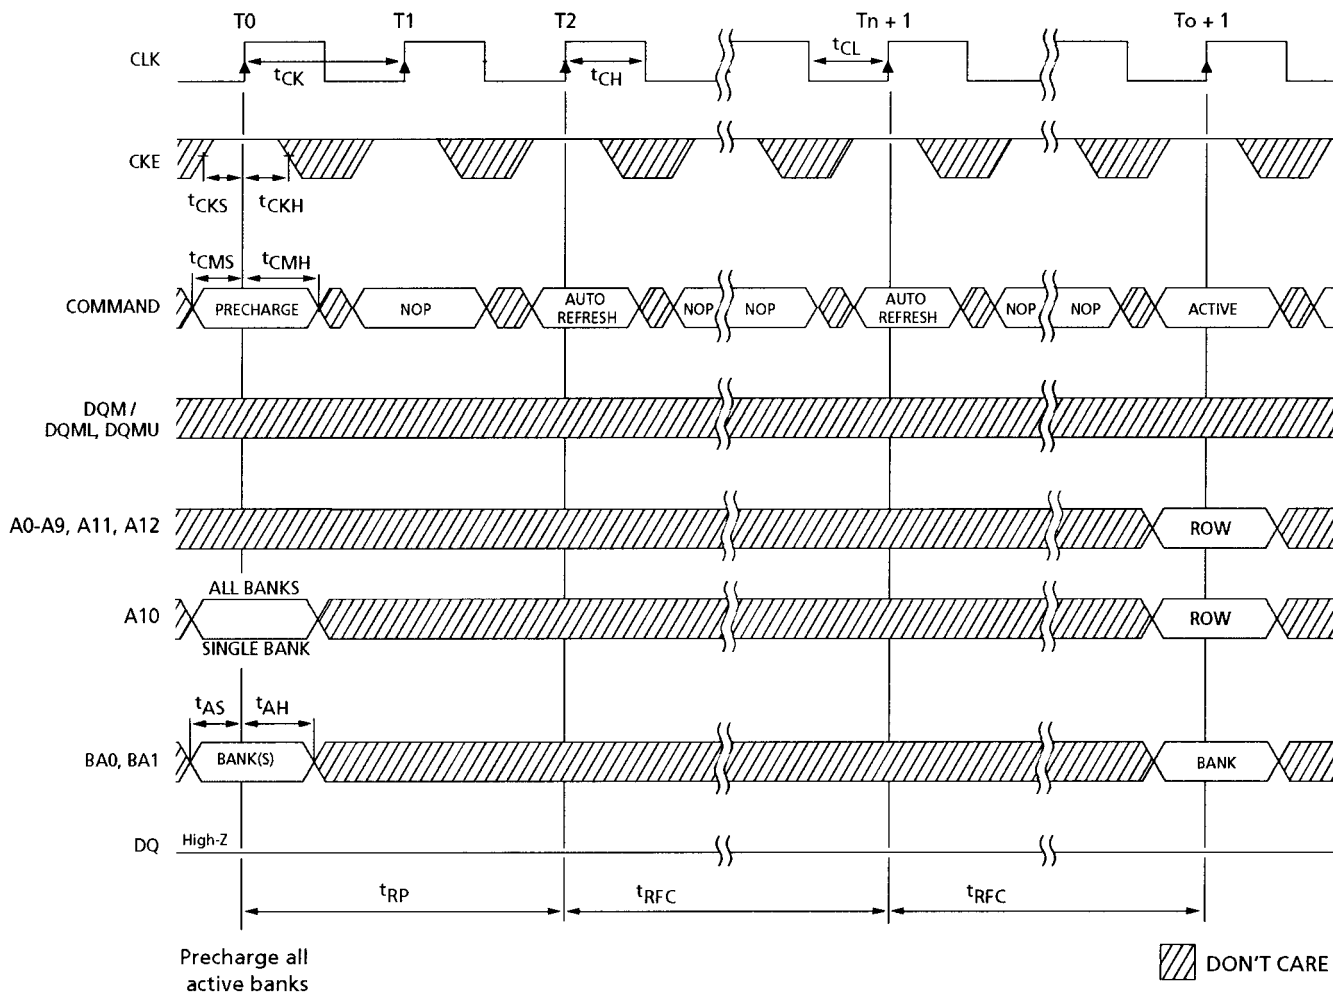 T0 T1 T2 Tn + 1 To + 1
CLK
tCK tCH tCL
CKE
tCKS tCKH
tCMS tCMH
COMMAND PRECHARGE NOP AUTO REFRESH NOP NOP AUTO REFRESH NOP NOP ACTIVE
DQM /
DQML, DQMU
A0-A9, A11, A12 ROW
ALL BANKS
A10 ROW
SINGLE BANK
tAS tAH
BA0, BA1 BANK(S) BANK
DQ High-Z
tRP tRFC tRFC
Precharge all
active banks
DON'T CARE